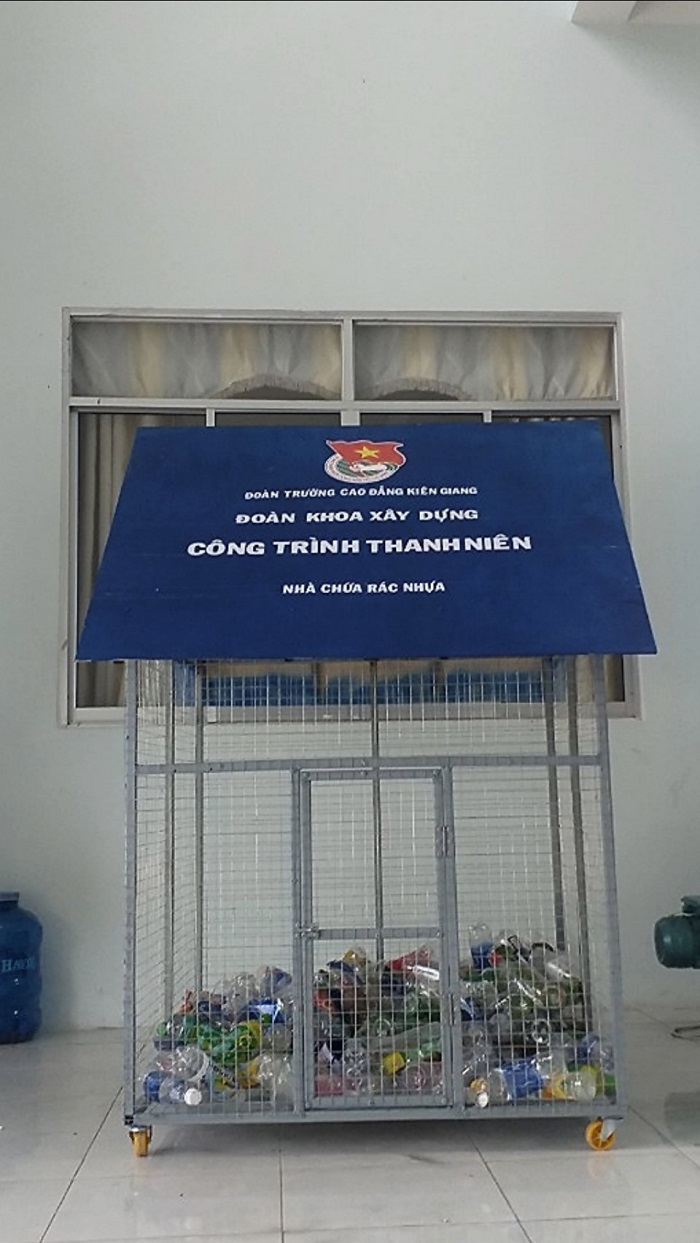 ĐOÀN TRƯỜNG CAO ĐẲNG KIÊN GIANG
ĐOÀN KHOA XÂY DỰNG
CÔNG TRÌNH THANH NIÊN
NHÀ CHỨA RÁC NHỰA